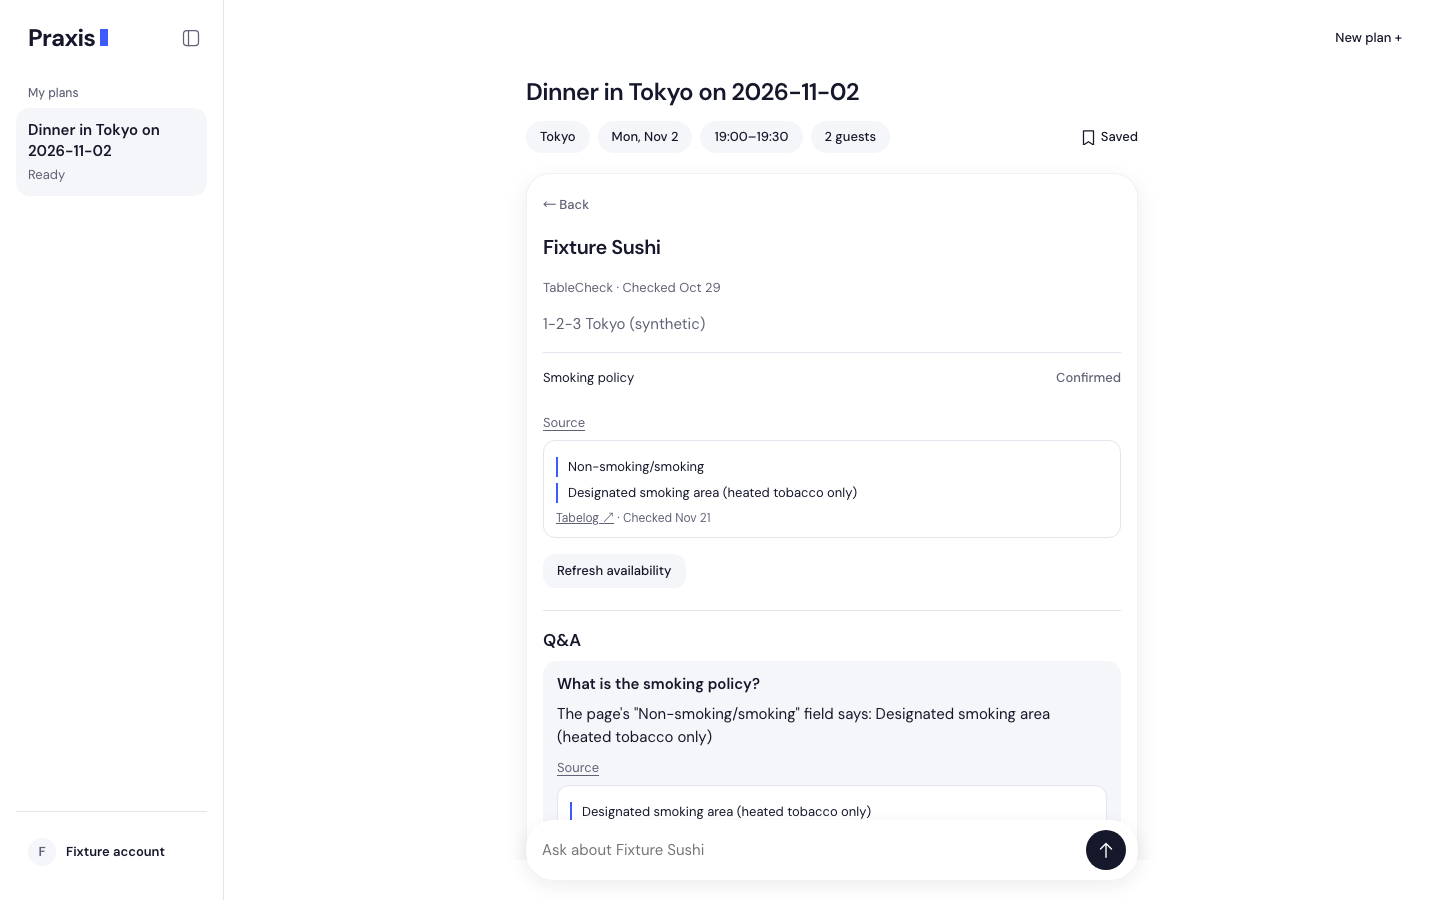 Praxis
New plan +
My plans
Dinner in Tokyo on
2026-11-02
Ready
Dinner in Tokyo on 2026-11-02
Tokyo
Mon, Nov 2
19:00–19:30
2 guests
Saved
← Back
Fixture Sushi
TableCheck · Checked Oct 29
1-2-3 Tokyo (synthetic)
Smoking policy
Confirmed
Source
Non-smoking/smoking
Designated smoking area (heated tobacco only)
Tabelog ↗ · Checked Nov 21
Refresh availability
Q&A
What is the smoking policy?
The page's "Non-smoking/smoking" field says: Designated smoking area
(heated tobacco only)
Source
Designated smoking area (heated tobacco only)
Ask about Fixture Sushi
F
Fixture account